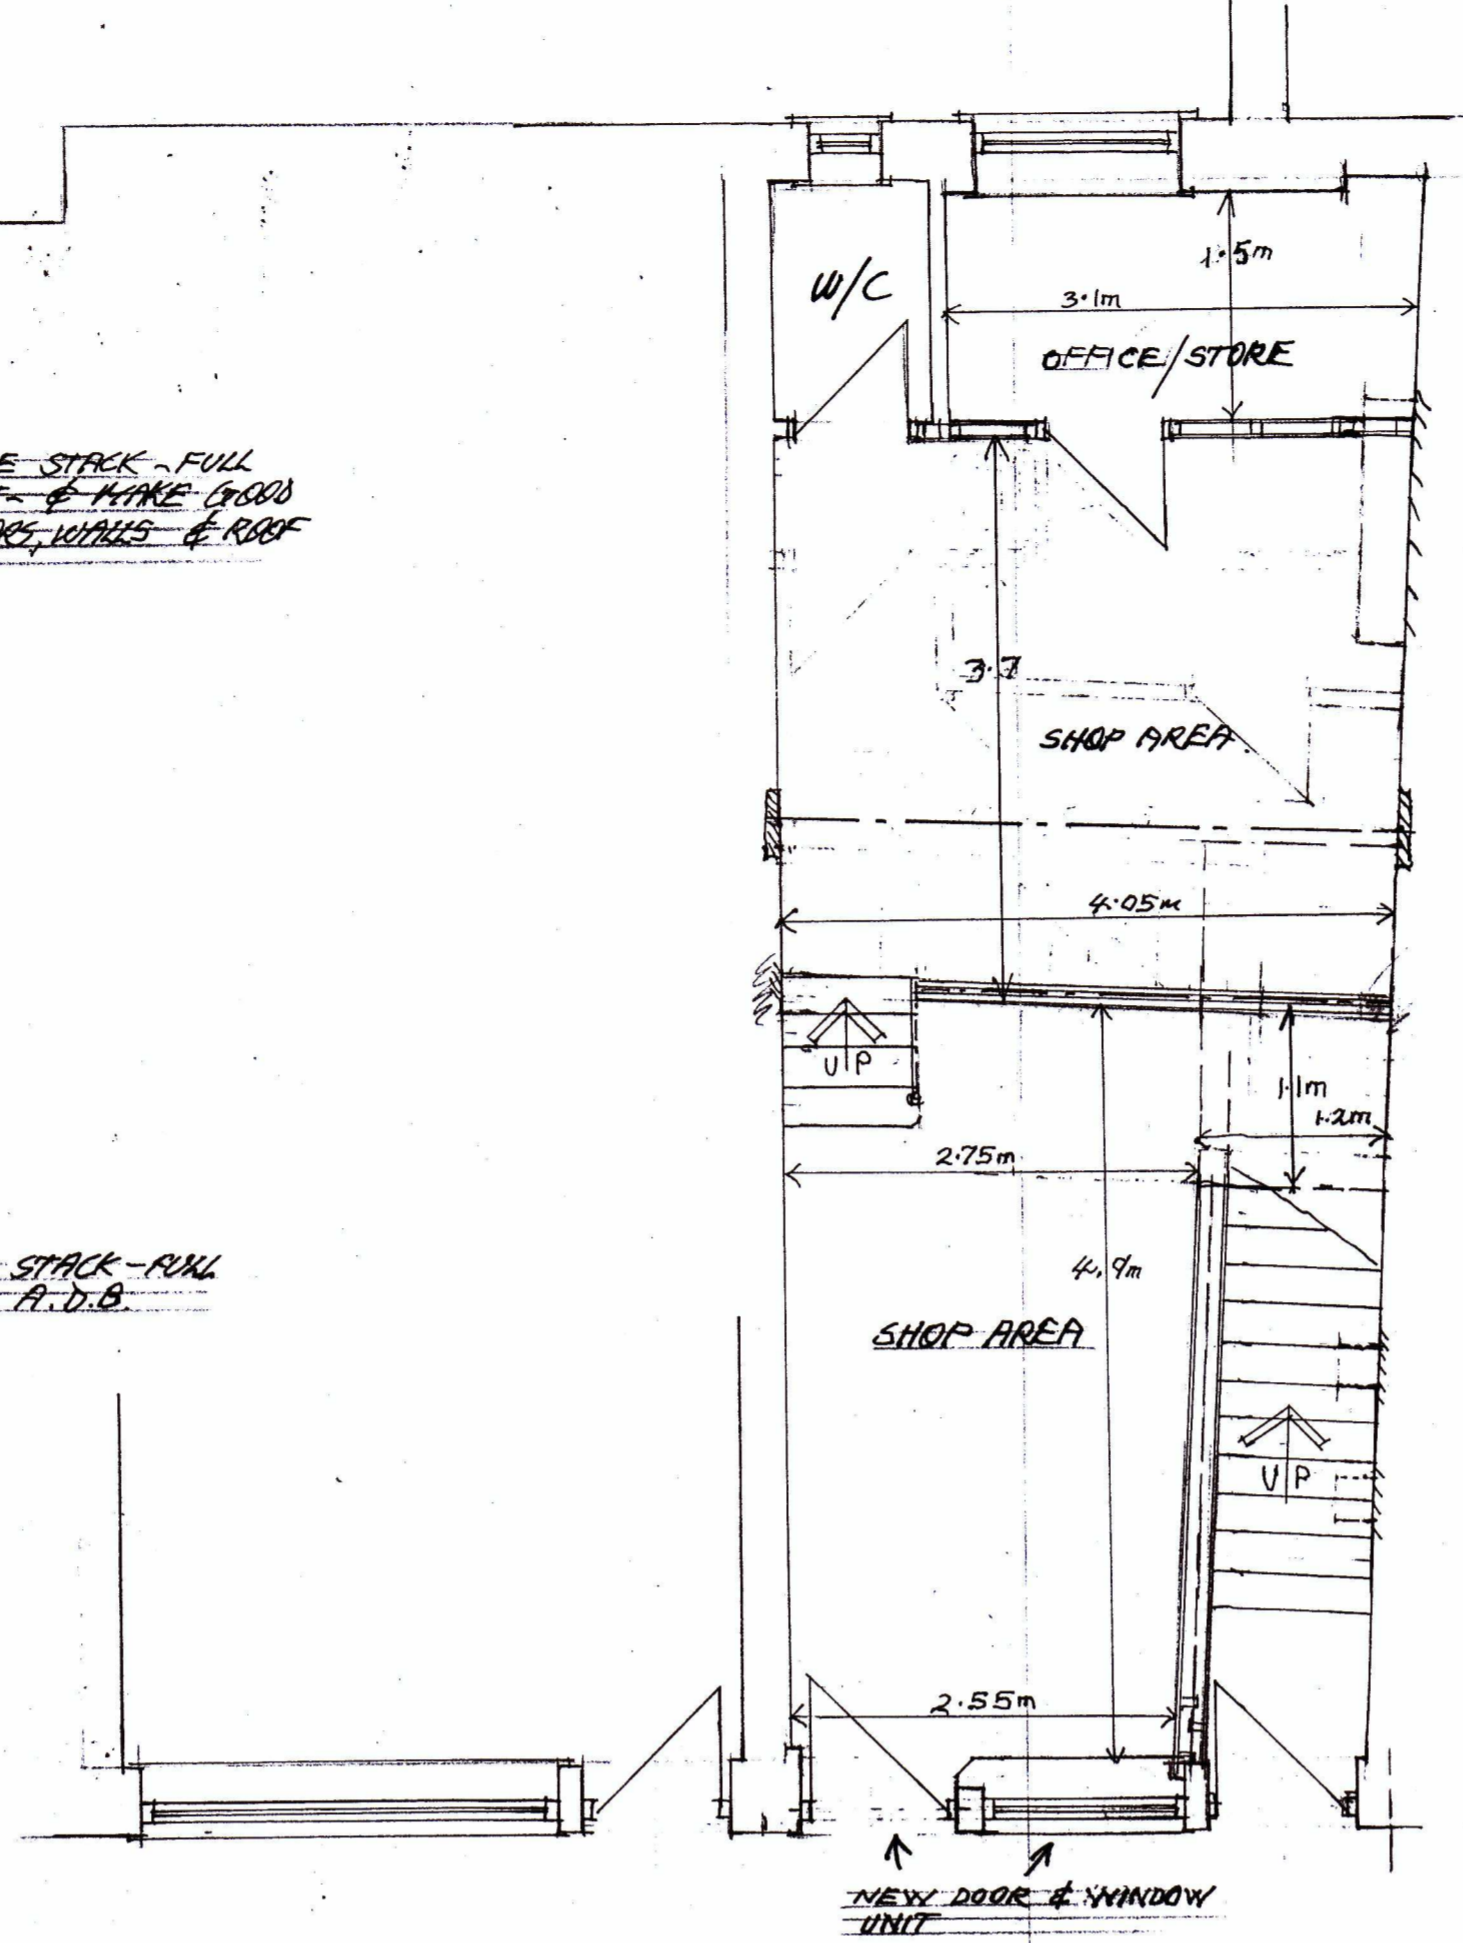 W/C
1.5m
3.1m
OFFICE/STORE
E STACK - FULL
& MAKE GOOD
ORS, WALLS & ROOF
3.7
SHOP AREA
4.05m
UP
1.1m
1.2m
2.75m
STACK - FULL
A.D.B.
4.9m
SHOP AREA
UP
2.55m
NEW DOOR & WINDOW
UNIT